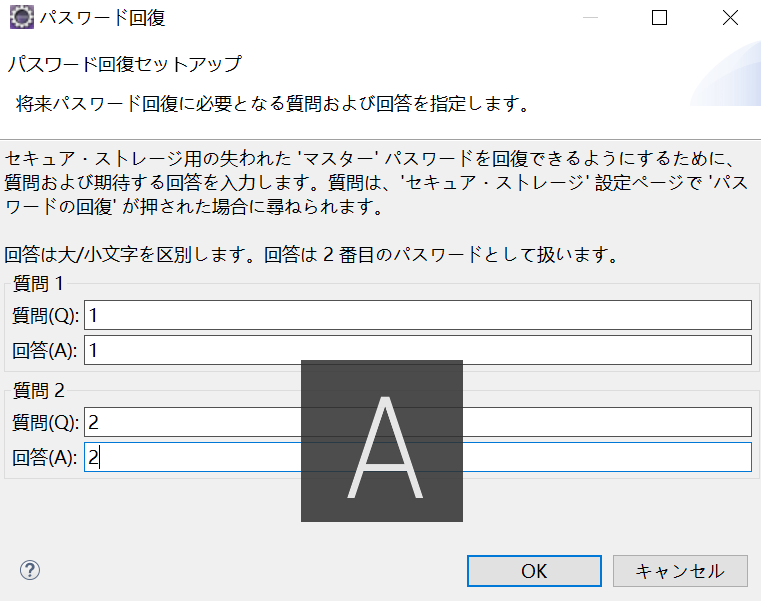 パスワード回復
パスワード回復セットアップ
将来パスワード回復に必要となる質問および回答を指定します。
セキュア・ストレージ用の失われた 'マスター' パスワードを回復できるようにするために、
質問および期待する回答を入力します。質問は、'セキュア・ストレージ' 設定ページで 'パス
ワードの回復' が押された場合に尋ねられます。
回答は大/小文字を区別します。回答は 2 番目のパスワードとして扱います。
質問 1
質問(Q): 1
回答(A): 1
質問 2
質問(Q): 2
回答(A): 2
A
?
OK キャンセル